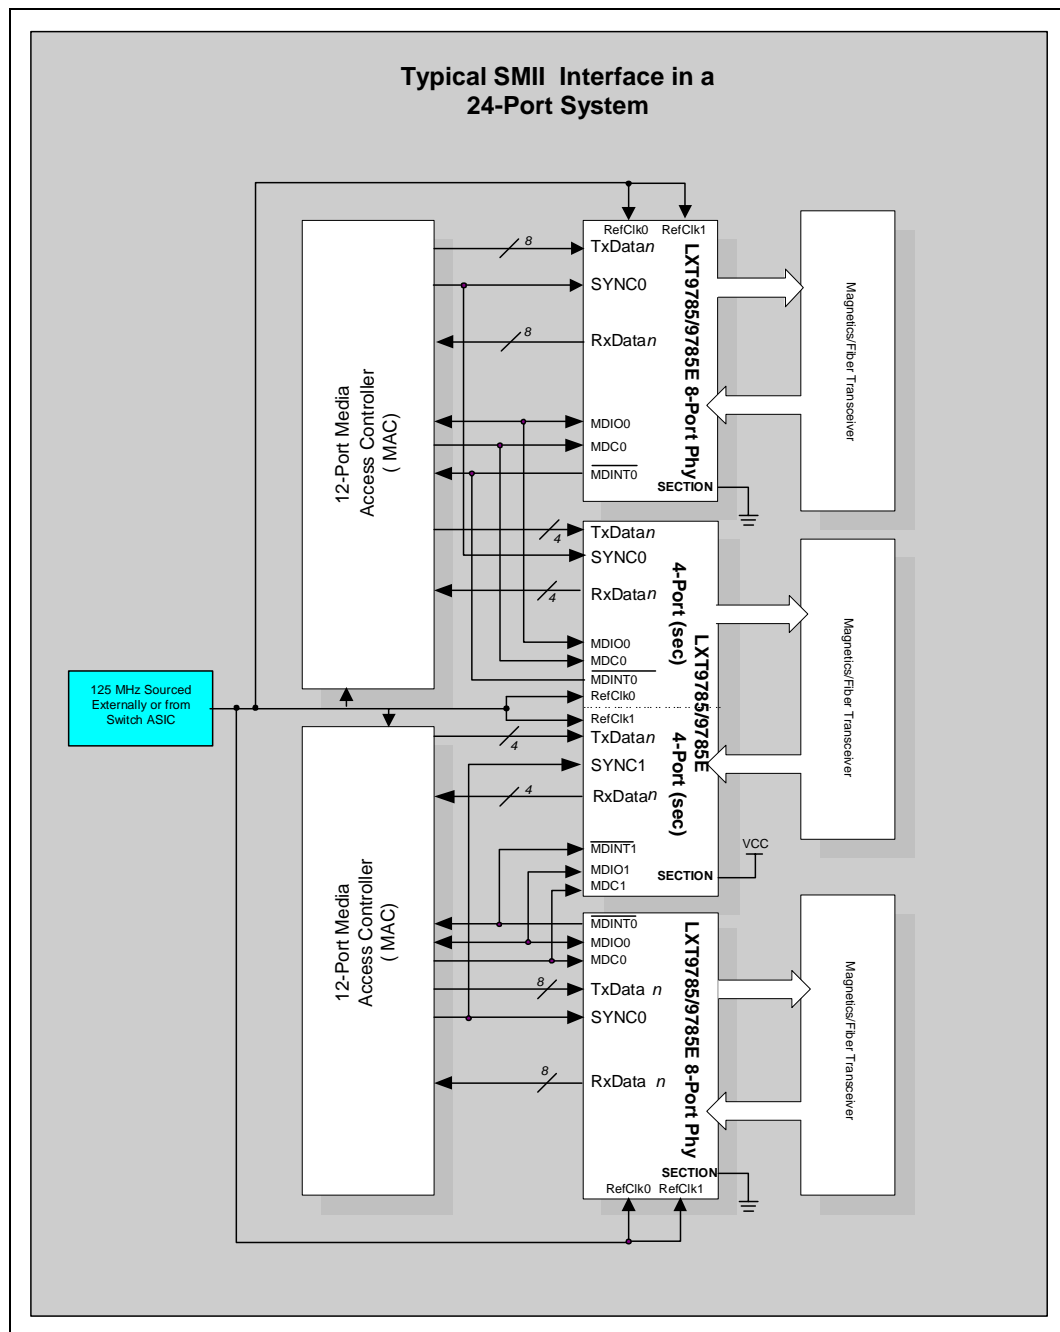 Typical SMII Interface in a
24-Port System
RefClk0 RefClk1
TxDatan
8
SYNC0
RxDatan
8
MDIO0
MDC0
MDINT0
SECTION
LXT9785/9785E 8-Port Phy
Magnetics/Fiber Transceiver
12-Port Media
Access Controller
( MAC)
TxDatan
4
SYNC0
RxDatan
4
MDIO0
MDC0
MDINT0
RefClk0
4-Port (sec)
LXT9785/9785E
Magnetics/Fiber Transceiver
125 MHz Sourced
Externally or from
Switch ASIC
RefClk1
TxDatan
4
SYNC1
RxDatan
4
4-Port (sec)
MDINT1
MDIO1
MDC1
SECTION
VCC
12-Port Media
Access Controller
( MAC)
MDINT0
MDIO0
MDC0
TxData n
8
SYNC0
RxData n
8
SECTION
RefClk0 RefClk1
LXT9785/9785E 8-Port Phy
Magnetics/Fiber Transceiver